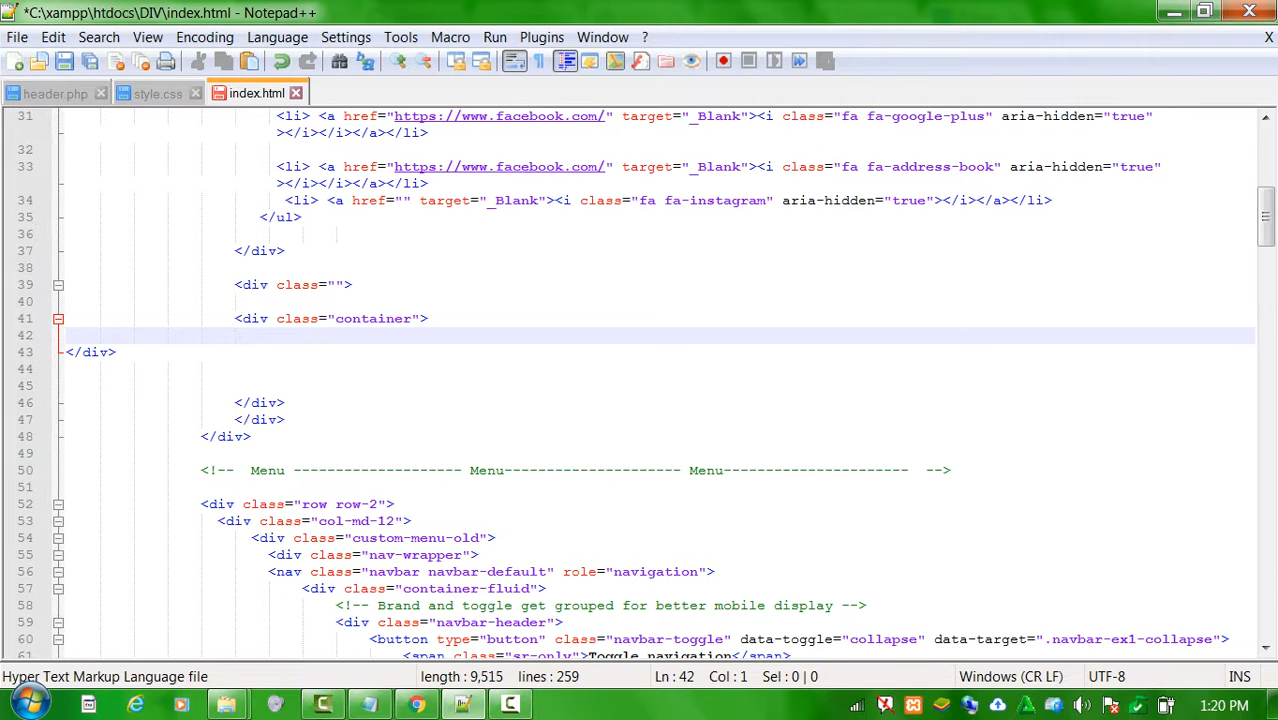 *C:\xampp\htdocs\DIV\index.html - Notepad++
File Edit Search View Encoding Language Settings Tools Macro Run Plugins Window ? X
header.php style.css index.html
31 <li> <a href="https://www.facebook.com/" target="_Blank"><i class="fa fa-google-plus" aria-hidden="true"
></i></i></a></li>
32
33 <li> <a href="https://www.facebook.com/" target="_Blank"><i class="fa fa-address-book" aria-hidden="true"
></i></i></a></li>
34 <li> <a href="" target="_Blank"><i class="fa fa-instagram" aria-hidden="true"></i></a></li>
35 </ul>
36
37 </div>
38
39 <div class="">
40
41 <div class="container">
42
43 </div>
44
45
46 </div>
47 </div>
48 </div>
49
50 <!-- Menu -------------------- Menu--------------------- Menu---------------------- -->
51
52 <div class="row row-2">
53 <div class="col-md-12">
54 <div class="custom-menu-old">
55 <div class="nav-wrapper">
56 <nav class="navbar navbar-default" role="navigation">
57 <div class="container-fluid">
58 <!-- Brand and toggle get grouped for better mobile display -->
59 <div class="navbar-header">
60 <button type="button" class="navbar-toggle" data-toggle="collapse" data-target=".navbar-ex1-collapse">
61 <span class="sr-only">Toggle navigation</span>
Hyper Text Markup Language file length : 9,515 lines : 259 Ln : 42 Col : 1 Sel : 0 | 0 Windows (CR LF) UTF-8 INS
1:20 PM